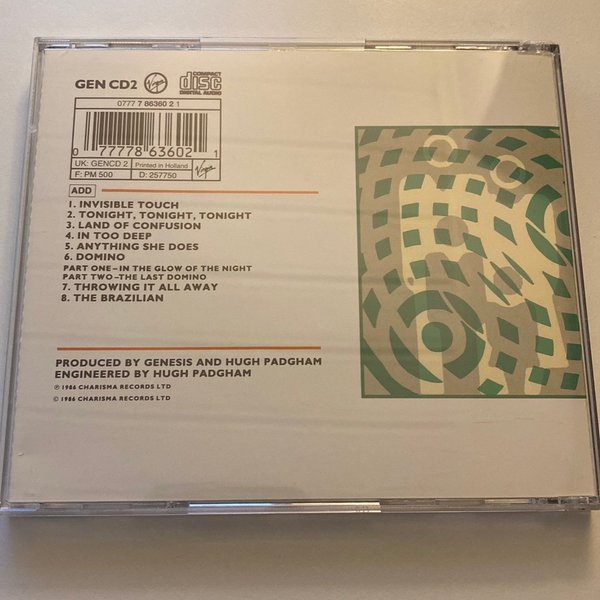 GEN CD2 Virgin COMPACT disc DIGITAL AUDIO
0777 7 86360 2 1
0 77778 63602 1
UK: GENCD 2 Printed in Holland Virgin
F: PM 500 D: 257750
ADD
1. INVISIBLE TOUCH
2. TONIGHT, TONIGHT, TONIGHT
3. LAND OF CONFUSION
4. IN TOO DEEP
5. ANYTHING SHE DOES
6. DOMINO
PART ONE–IN THE GLOW OF THE NIGHT
PART TWO–THE LAST DOMINO
7. THROWING IT ALL AWAY
8. THE BRAZILIAN
PRODUCED BY GENESIS AND HUGH PADGHAM
ENGINEERED BY HUGH PADGHAM
℗ 1986 CHARISMA RECORDS LTD
© 1986 CHARISMA RECORDS LTD